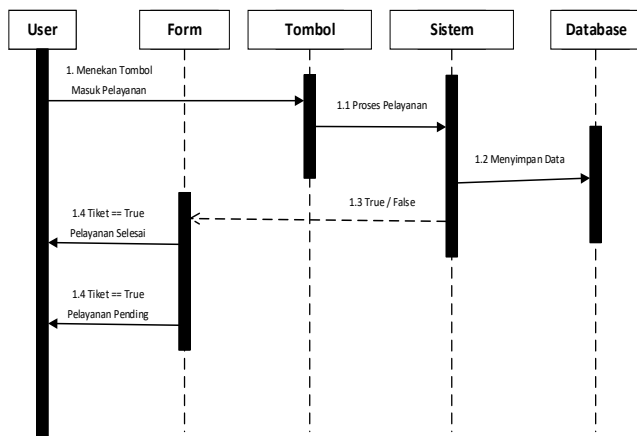 User
Form
Tombol
Sistem
Database
1. Menekan Tombol
Masuk Pelayanan
1.1 Proses Pelayanan
1.2 Menyimpan Data
1.3 True / False
1.4 Tiket == True
Pelayanan Selesai
1.4 Tiket == True
Pelayanan Pending